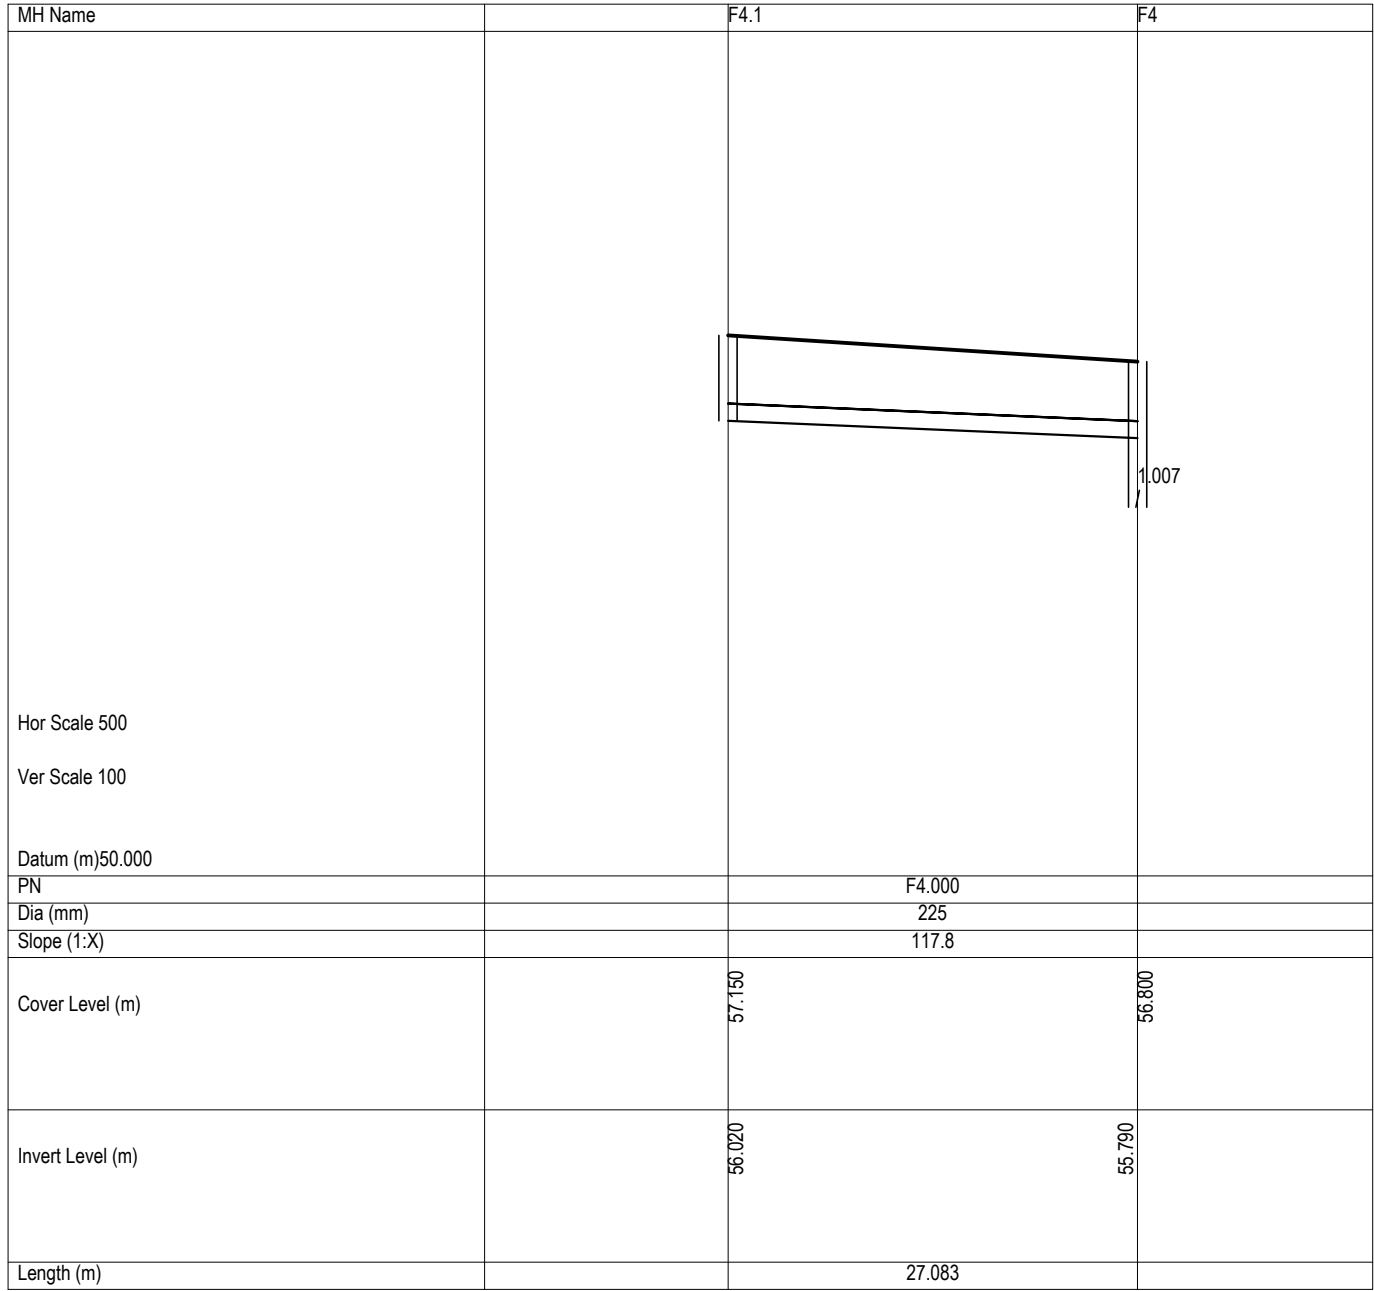 MH Name F4.1 F4
1.007
Hor Scale 500
Ver Scale 100
Datum (m)50.000
PN F4.000
Dia (mm) 225
Slope (1:X) 117.8
Cover Level (m) 57.150 56.800
Invert Level (m) 56.020 55.790
Length (m) 27.083